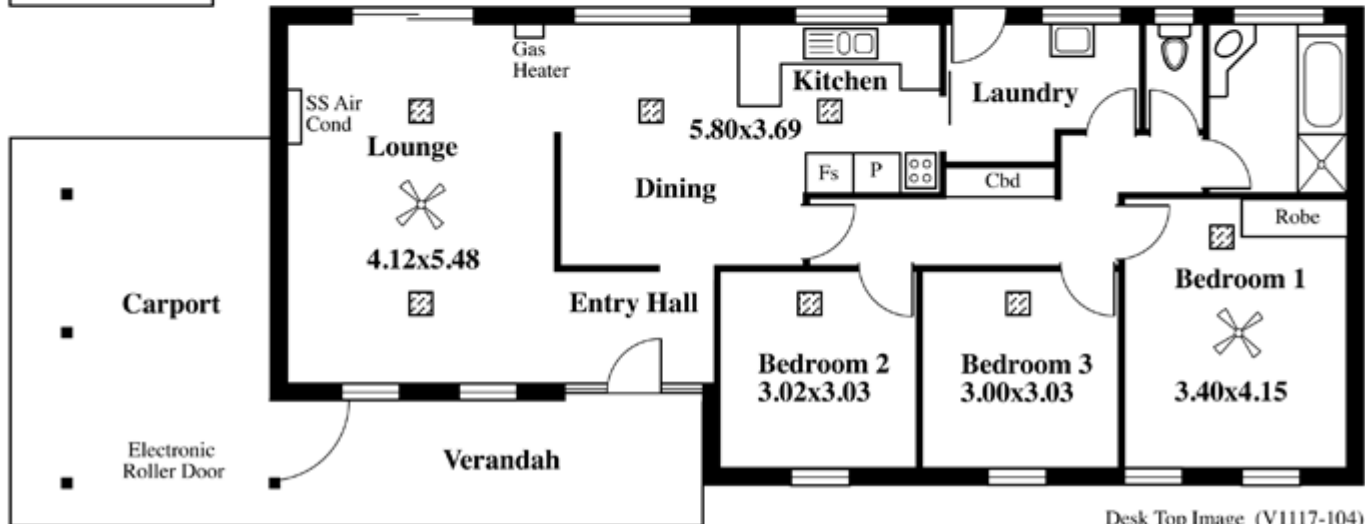 Gas
Heater
SS Air
Cond
Lounge
4.12x5.48
Kitchen
5.80x3.69
Dining
Fs
P
Laundry
Cbd
Robe
Carport
Entry Hall
Bedroom 1
3.40x4.15
Bedroom 2
3.02x3.03
Bedroom 3
3.00x3.03
Electronic
Roller Door
Verandah
Desk Top Image (V1117-104)